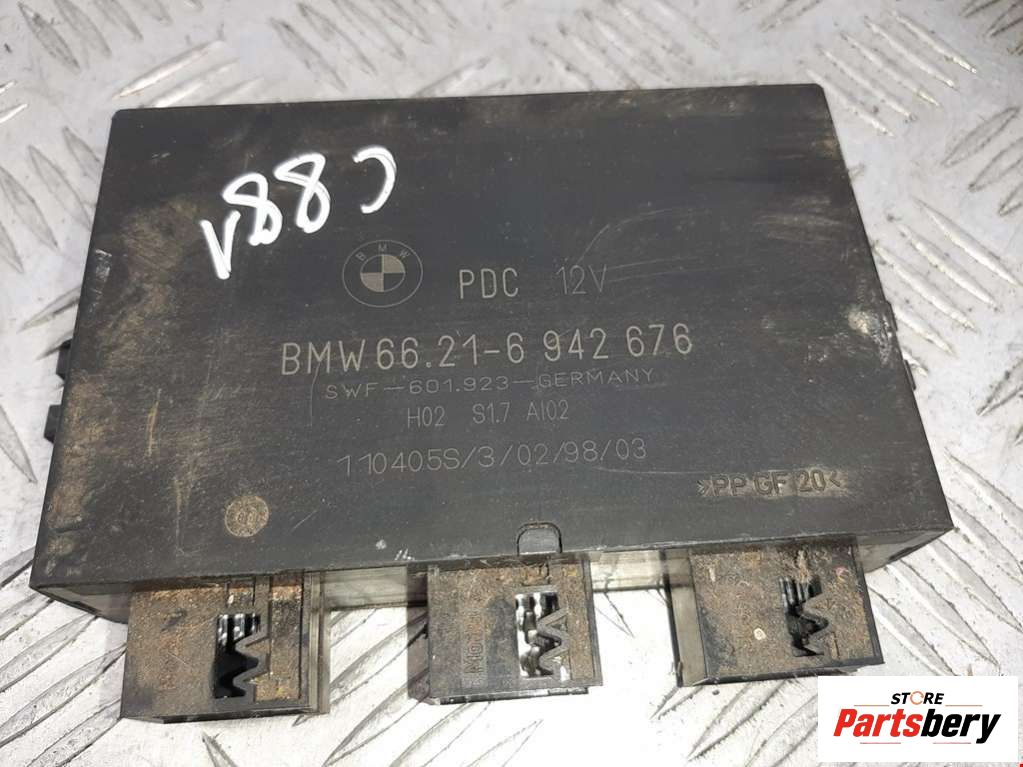 C881
BMW
PDC 12V
BMW 66.21-6 942 676
SWF-601.923-GERMANY
H02 S1.7 AI02
110405S/3/02/98/03
>PP GF 20<
STORE
Partsbery